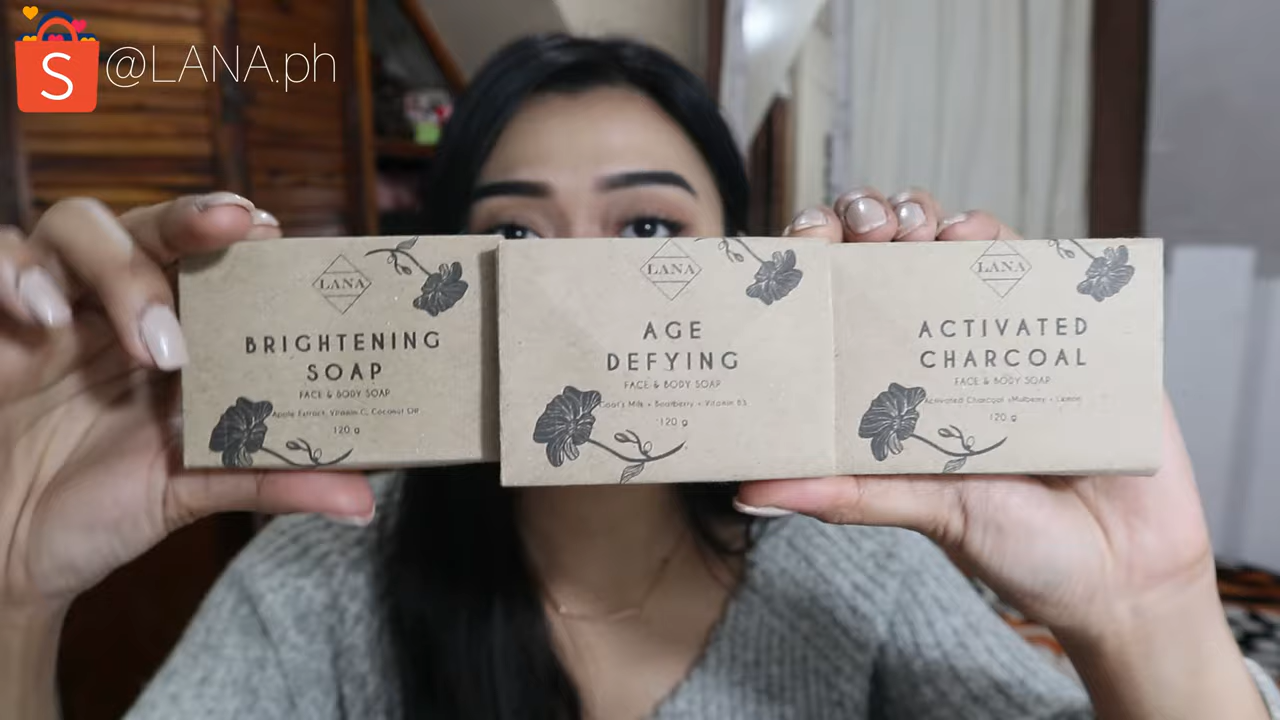 S @LANA.ph
LANA
BRIGHTENING
SOAP
FACE & BODY SOAP
Apple Extract, Vitamin C, Coconut Oil
120 g
LANA
AGE
DEFYING
FACE & BODY SOAP
Goat's Milk + Bearberry + Vitamin B3
120 g
LANA
ACTIVATED
CHARCOAL
FACE & BODY SOAP
Activated Charcoal +Mulberry + Lemon
120 g